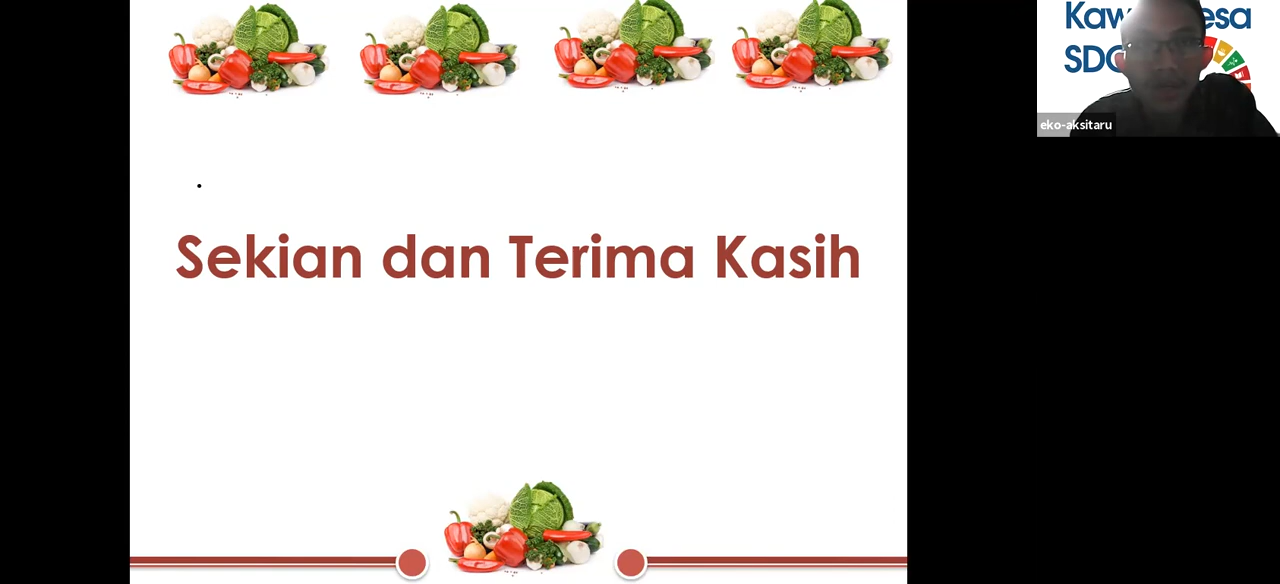 .
Sekian dan Terima Kasih
eko-aksitaru